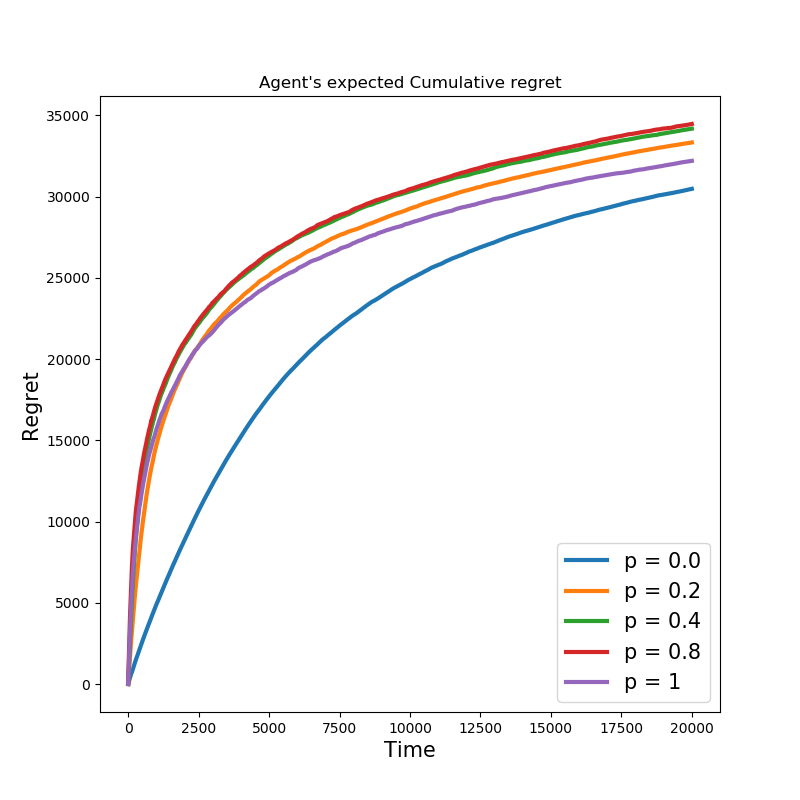 Agent's expected Cumulative regret
35000
30000
25000
20000
15000
10000
5000
0
Regret
p = 0.0
p = 0.2
p = 0.4
p = 0.8
p = 1
0 2500 5000 7500 10000 12500 15000 17500 20000
Time